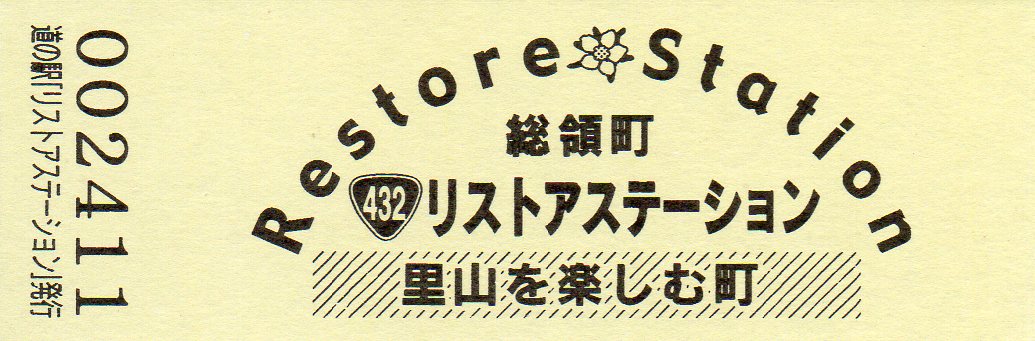 Restore Station
総領町
432 リストアステーション
里山を楽しむ町
002411
道の駅「リストアステーション」発行